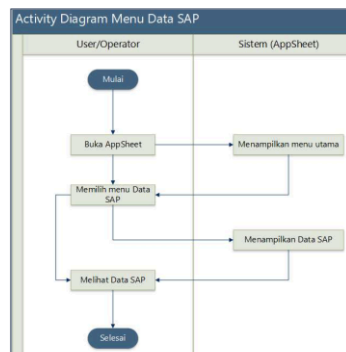 Activity Diagram Menu Data SAP
User/Operator
Sistem (AppSheet)
Mulai
Buka AppSheet
Menampilkan menu utama
Memilih menu Data
SAP
Menampilkan Data SAP
Melihat Data SAP
Selesai